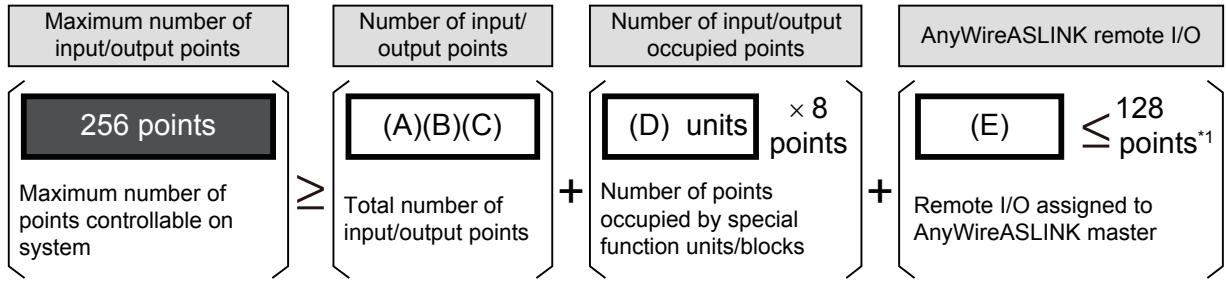 Maximum number of
input/output points
Number of input/
output points
Number of input/output
occupied points
AnyWireASLINK remote I/O
256 points
Maximum number of
points controllable on
system
≥
(A)(B)(C)
Total number of
input/output points
+
(D) units
× 8
points
Number of points
occupied by special
function units/blocks
+
(E)
≤ 128
points*1
Remote I/O assigned to
AnyWireASLINK master